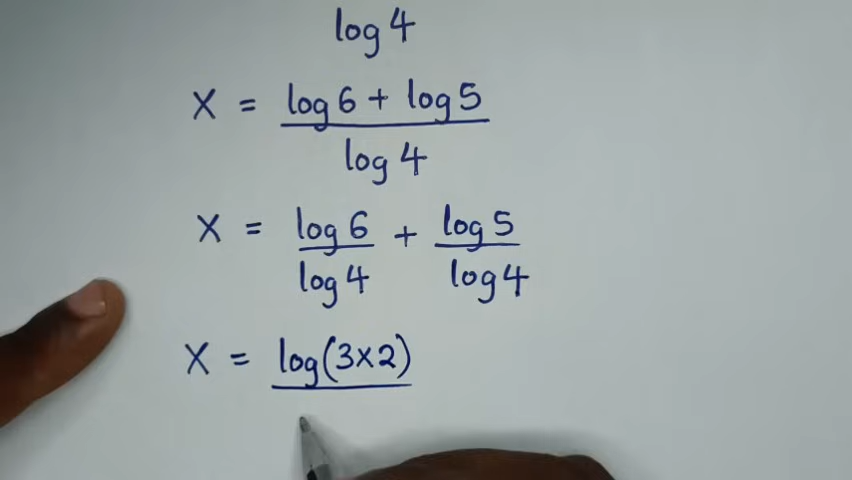 log 4
X = log 6 + log 5
log 4
X = log 6 + log 5
log 4 log 4
X = log(3×2)